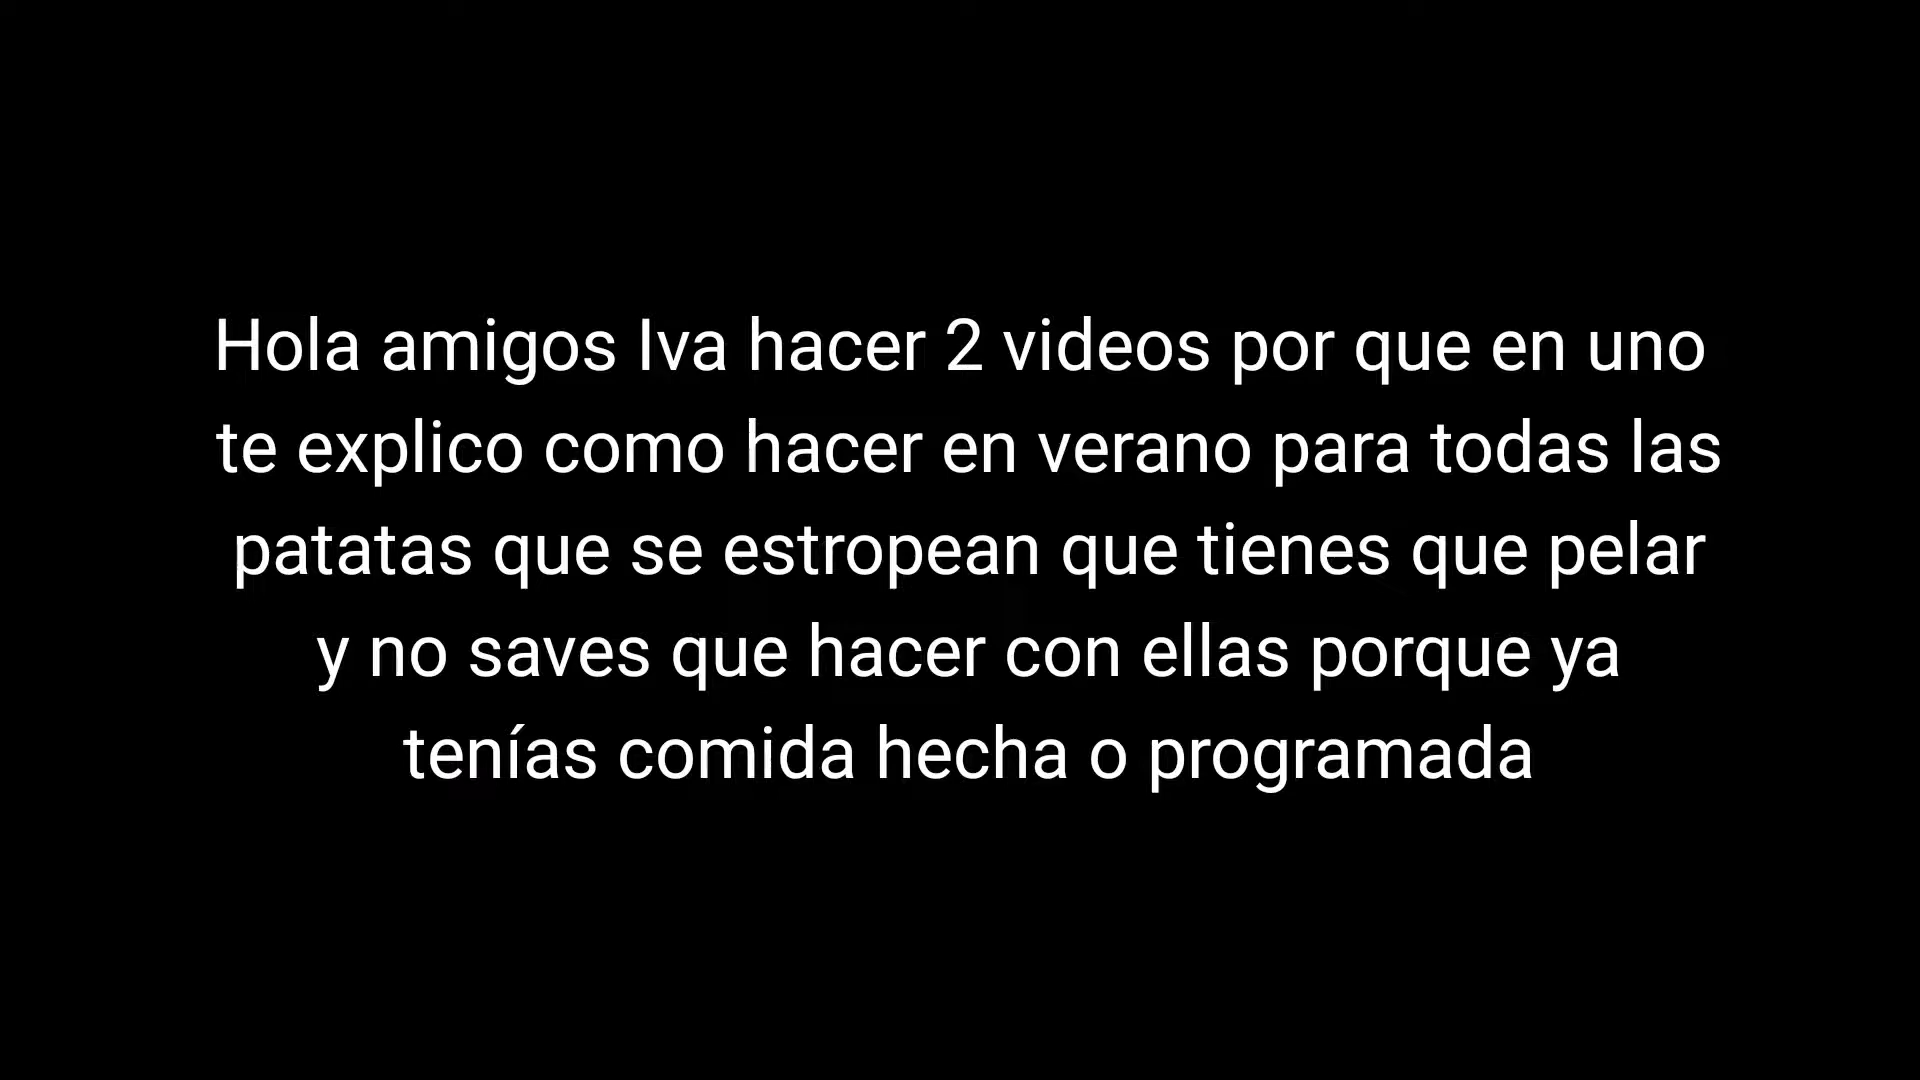 Hola amigos Iva hacer 2 videos por que en uno
te explico como hacer en verano para todas las
patatas que se estropean que tienes que pelar
y no saves que hacer con ellas porque ya
tenías comida hecha o programada